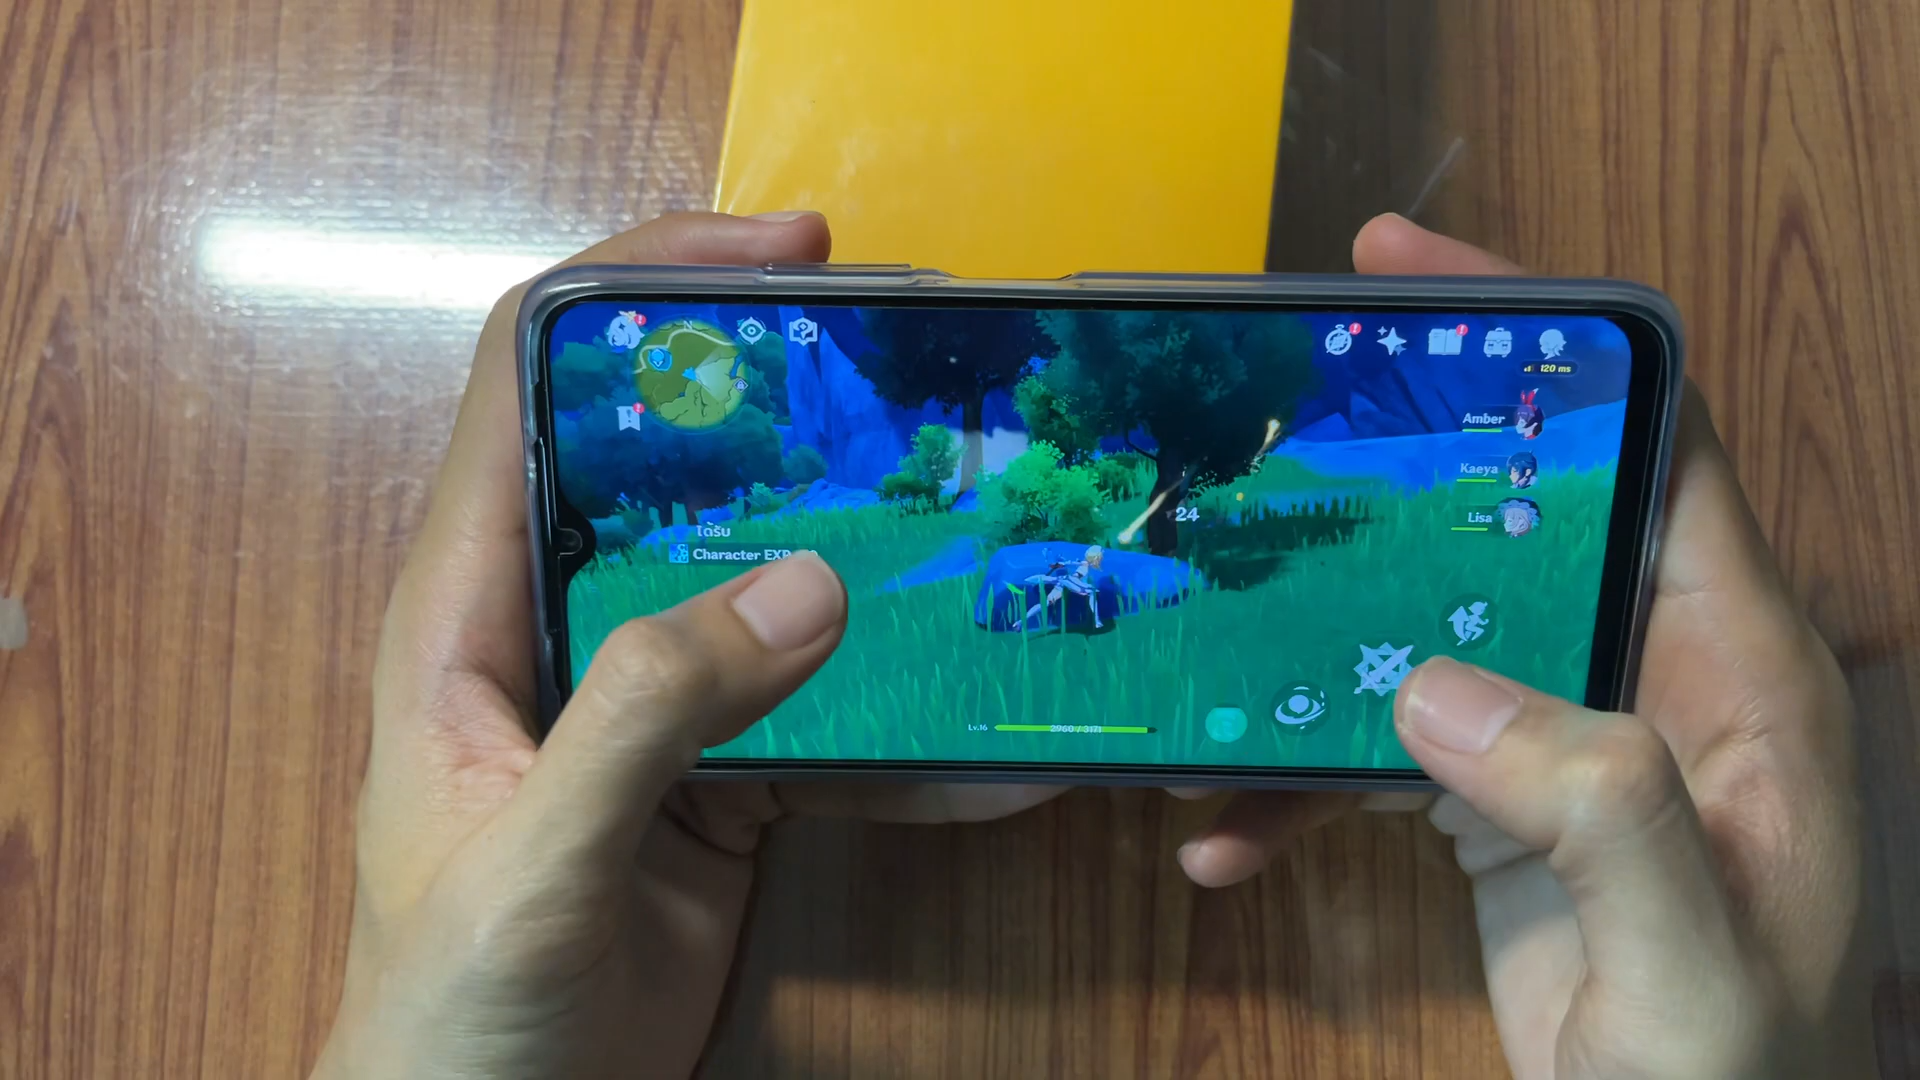 N
120 ms
Amber
Kaeya
24
Lisa
ได้รับ
Character EXP
Lv.16
2960 / 3171